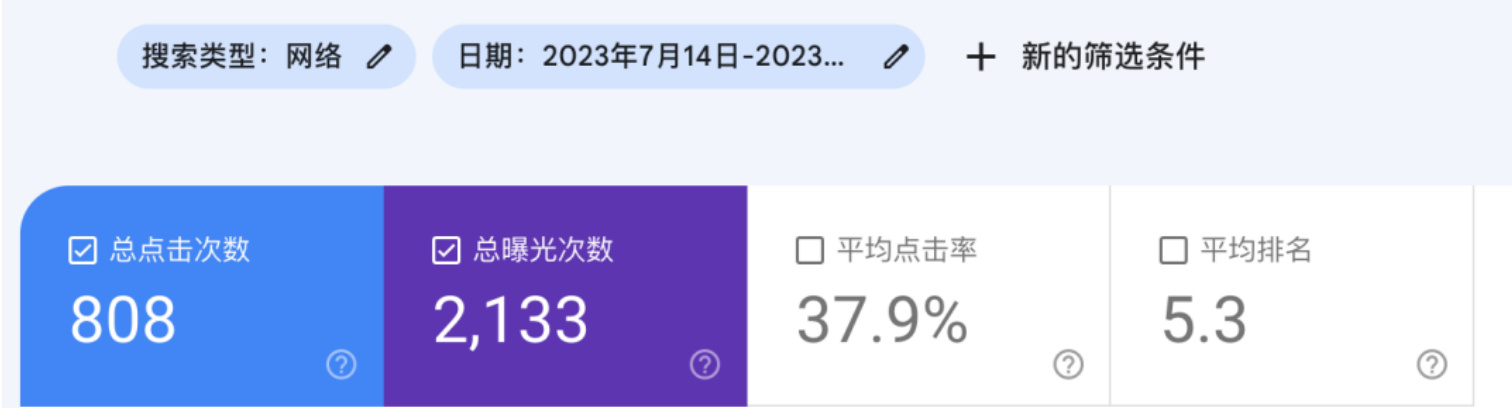 搜索类型：网络 日期：2023年7月14日-2023... + 新的筛选条件
总点击次数 总曝光次数 平均点击率 平均排名
808 2,133 37.9% 5.3